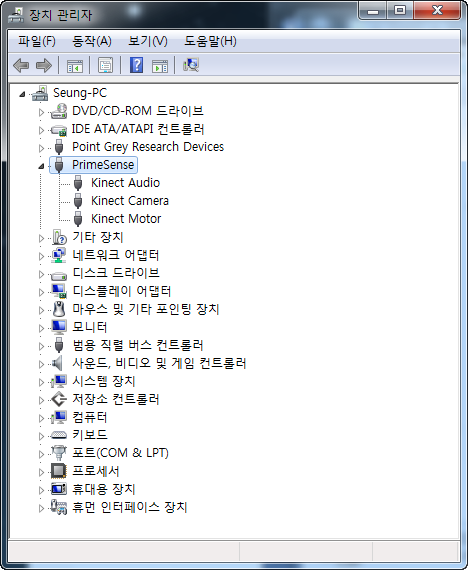 장치 관리자
파일(F) 동작(A) 보기(V) 도움말(H)
Seung-PC
DVD/CD-ROM 드라이브
IDE ATA/ATAPI 컨트롤러
Point Grey Research Devices
PrimeSense
Kinect Audio
Kinect Camera
Kinect Motor
기타 장치
네트워크 어댑터
디스크 드라이브
디스플레이 어댑터
마우스 및 기타 포인팅 장치
모니터
범용 직렬 버스 컨트롤러
사운드, 비디오 및 게임 컨트롤러
시스템 장치
저장소 컨트롤러
컴퓨터
키보드
포트(COM & LPT)
프로세서
휴대용 장치
휴먼 인터페이스 장치